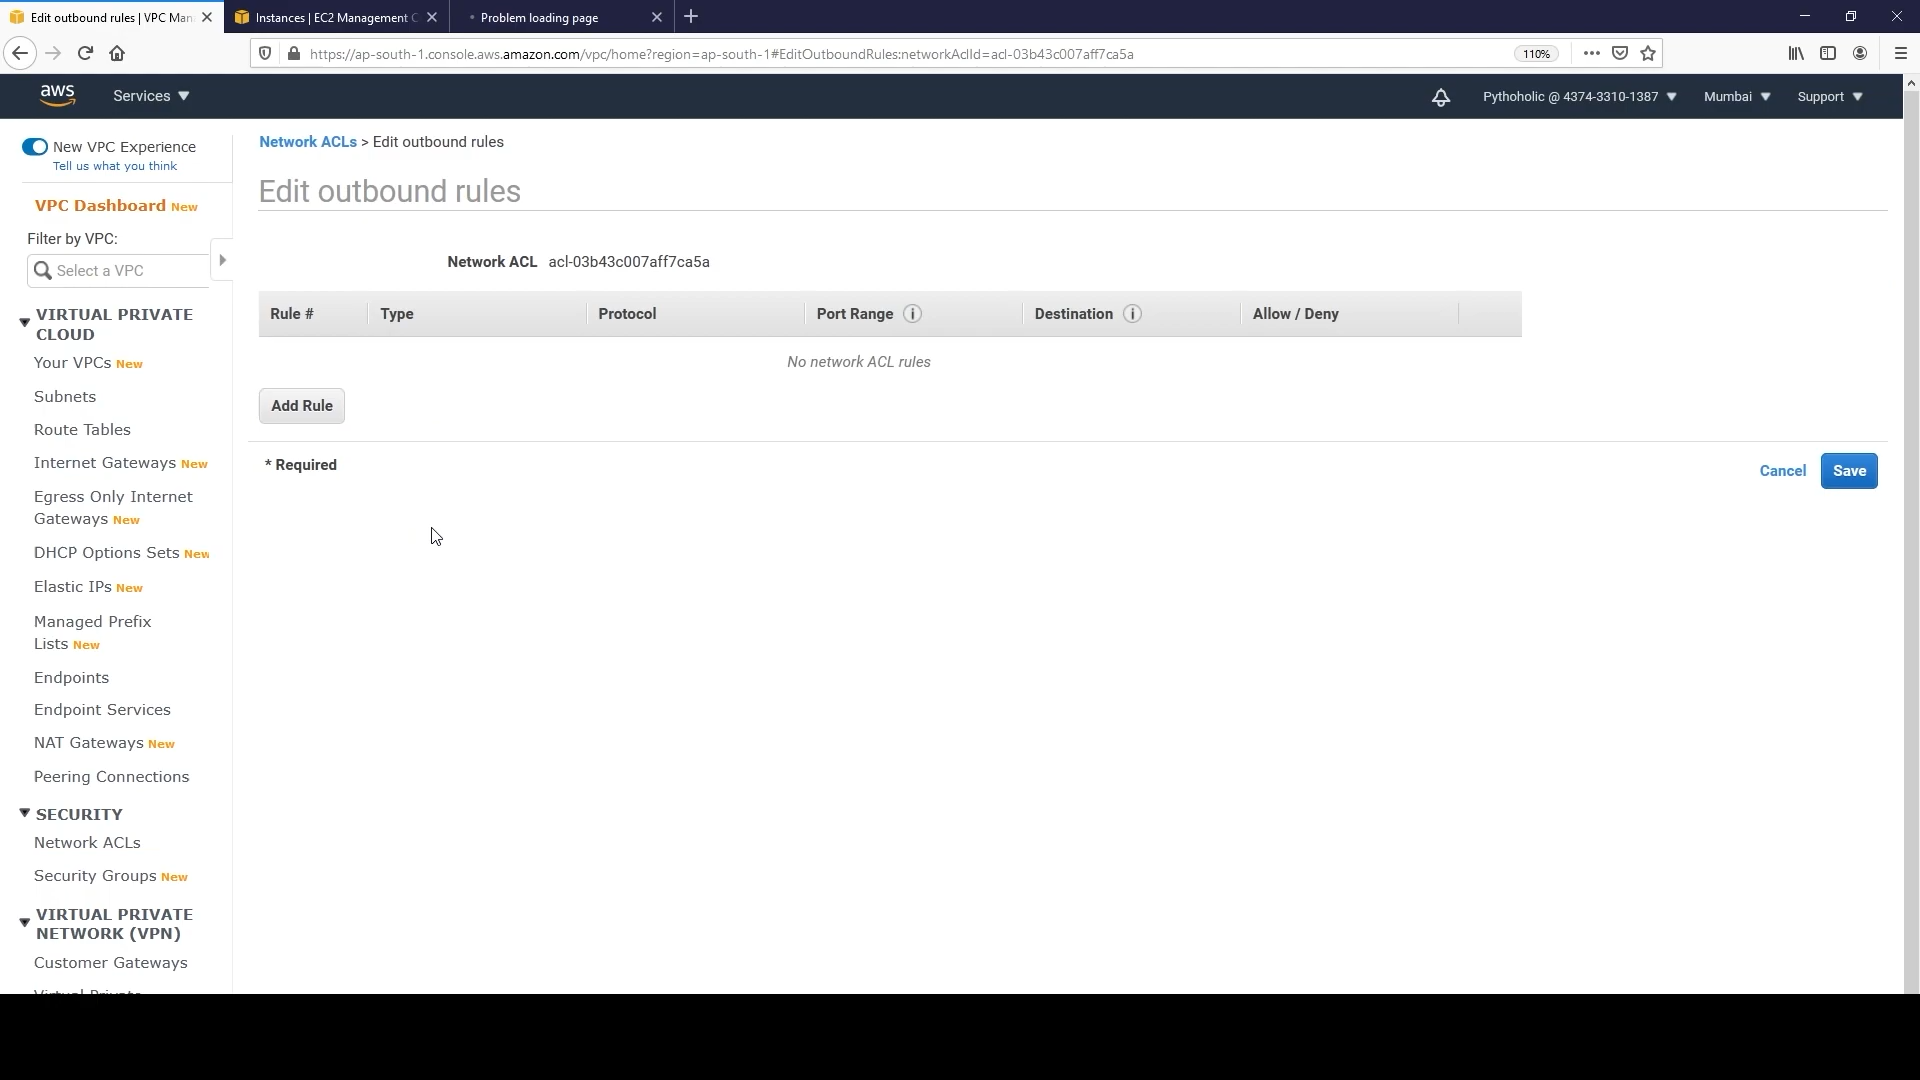 Edit outbound rules | VPC Man
Instances | EC2 Management C
Problem loading page
https://ap-south-1.console.aws.amazon.com/vpc/home?region=ap-south-1#EditOutboundRules:networkAclId=acl-03b43c007aff7ca5a
110%
aws
Services
Pythoholic @ 4374-3310-1387
Mumbai
Support
New VPC Experience
Tell us what you think
VPC Dashboard New
Filter by VPC:
Select a VPC
VIRTUAL PRIVATE
CLOUD
Your VPCs New
Subnets
Route Tables
Internet Gateways New
Egress Only Internet
Gateways New
DHCP Options Sets New
Elastic IPs New
Managed Prefix
Lists New
Endpoints
Endpoint Services
NAT Gateways New
Peering Connections
SECURITY
Network ACLs
Security Groups New
VIRTUAL PRIVATE
NETWORK (VPN)
Customer Gateways
Virtual Private
Network ACLs > Edit outbound rules
Edit outbound rules
Network ACL acl-03b43c007aff7ca5a
Rule # Type Protocol Port Range Destination Allow / Deny
No network ACL rules
Add Rule
* Required
Cancel Save